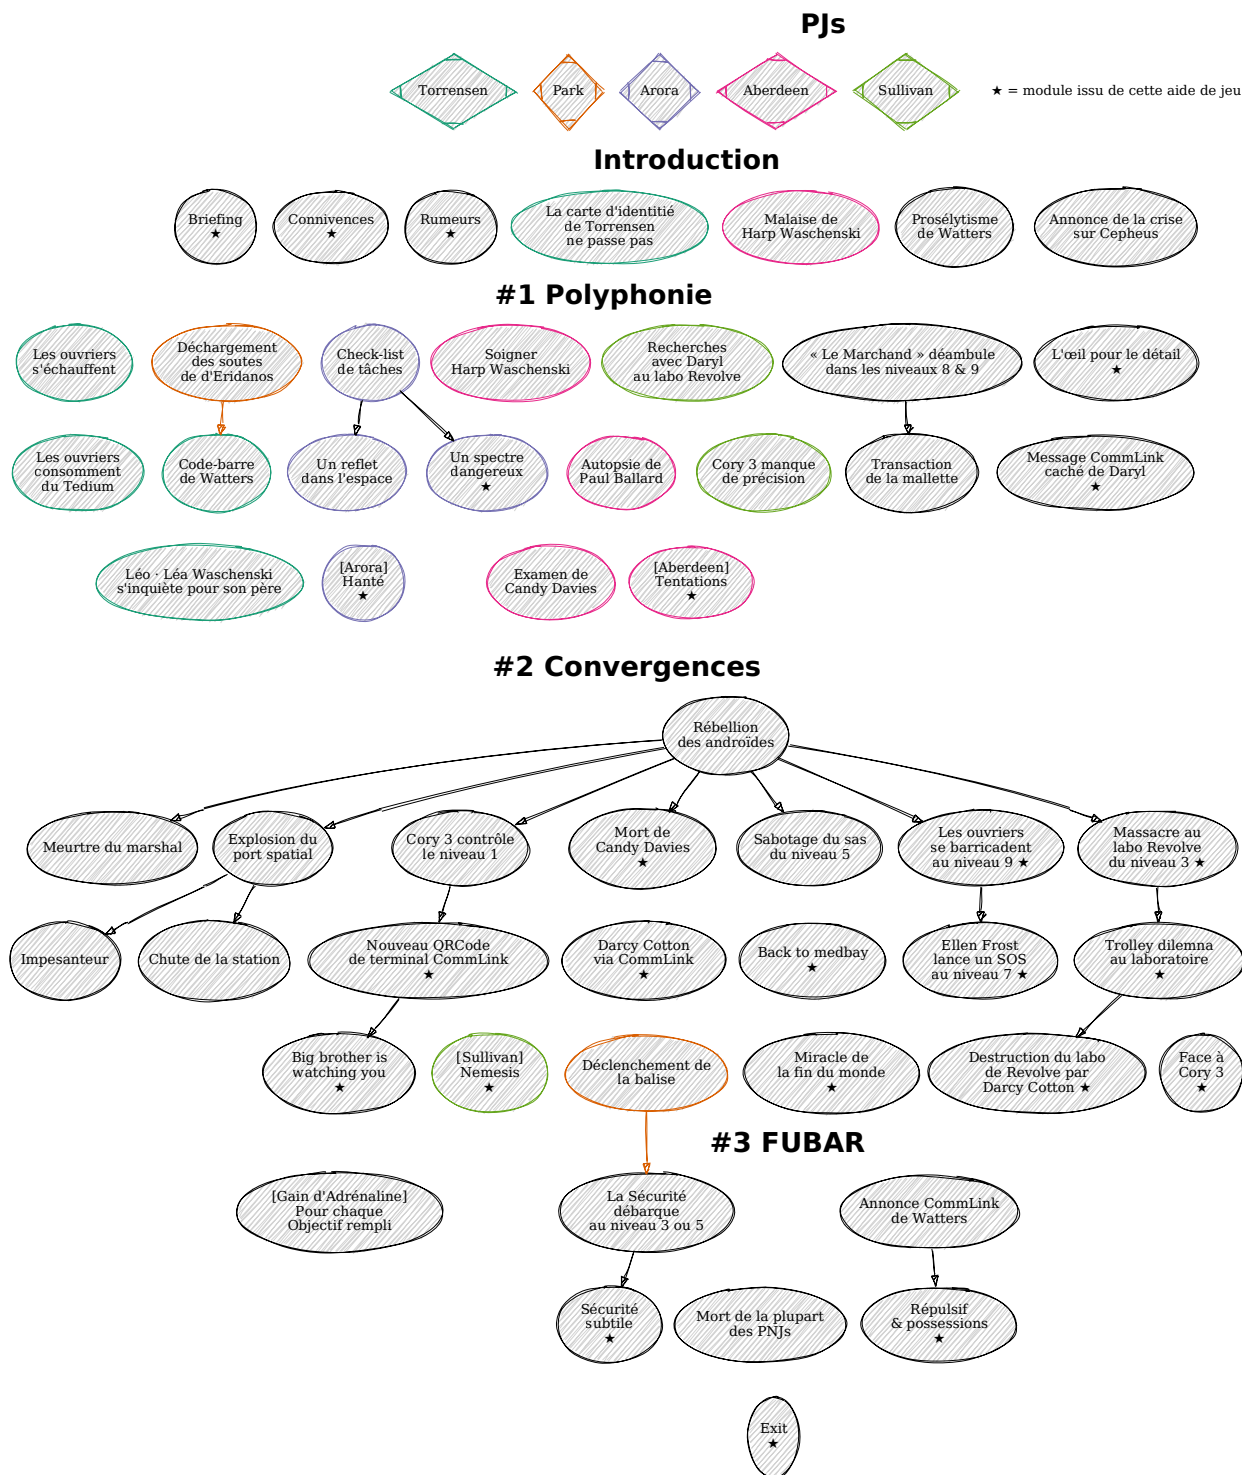 PJs
Torrensen
Park
Arora
Aberdeen
Sullivan
★ = module issu de cette aide de jeu
Introduction
Briefing
★
Connivences
★
Rumeurs
★
La carte d'identitié
de Torrensen
ne passe pas
Malaise de
Harp Waschenski
Prosélytisme
de Watters
Annonce de la crise
sur Cepheus
#1 Polyphonie
Les ouvriers
s'échauffent
Déchargement
des soutes
de d'Eridanos
Check-list
de tâches
Soigner
Harp Waschenski
Recherches
avec Daryl
au labo Revolve
« Le Marchand » déambule
dans les niveaux 8 & 9
L'œil pour le détail
★
Les ouvriers
consomment
du Tedium
Code-barre
de Watters
Un reflet
dans l'espace
Un spectre
dangereux
★
Autopsie de
Paul Ballard
Cory 3 manque
de précision
Transaction
de la mallette
Message CommLink
caché de Daryl
★
Léo · Léa Waschenski
s'inquiète pour son père
[Arora]
Hanté
★
Examen de
Candy Davies
[Aberdeen]
Tentations
★
#2 Convergences
Rébellion
des androïdes
Meurtre du marshal
Explosion du
port spatial
Cory 3 contrôle
le niveau 1
Mort de
Candy Davies
★
Sabotage du sas
du niveau 5
Les ouvriers
se barricadent
au niveau 9 ★
Massacre au
labo Revolve
du niveau 3 ★
Impesanteur
Chute de la station
Nouveau QRCode
de terminal CommLink
★
Darcy Cotton
via CommLink
★
Back to medbay
★
Ellen Frost
lance un SOS
au niveau 7 ★
Trolley dilemna
au laboratoire
★
Big brother is
watching you
★
[Sullivan]
Nemesis
★
Déclenchement de
la balise
Miracle de
la fin du monde
★
Destruction du labo
de Revolve par
Darcy Cotton ★
Face à
Cory 3
★
#3 FUBAR
[Gain d'Adrénaline]
Pour chaque
Objectif rempli
La Sécurité
débarque
au niveau 3 ou 5
Annonce CommLink
de Watters
Sécurité
subtile
★
Mort de la plupart
des PNJs
Répulsif
& possessions
★
Exit
★